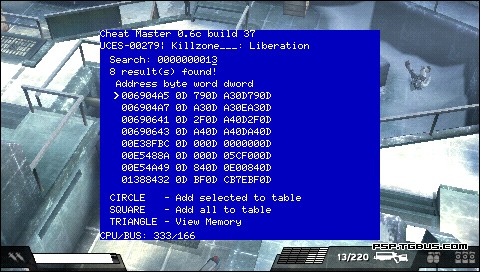 Cheat Master 0.6c build 37
UCES-00279| Killzone___: Liberation
Search: 0000000013
8 result(s) found!
Address byte word dword
>006904A5 0D 790D A30D790D
006904A7 0D A30D A30EA30D
00690641 0D 2F0D A40D2F0D
00690643 0D A40D A40DA40D
00E38FBC 0D 000D 0000000D
00E5488A 0D 000D 05CF000D
00E54A49 0D 840D 0E00840D
01388432 0D BF0D CB7EBF0D
CIRCLE - Add selected to table
SQUARE - Add all to table
TRIANGLE - View Memory
CPU/BUS: 333/166
13/220
PSP.TGBUS.COM